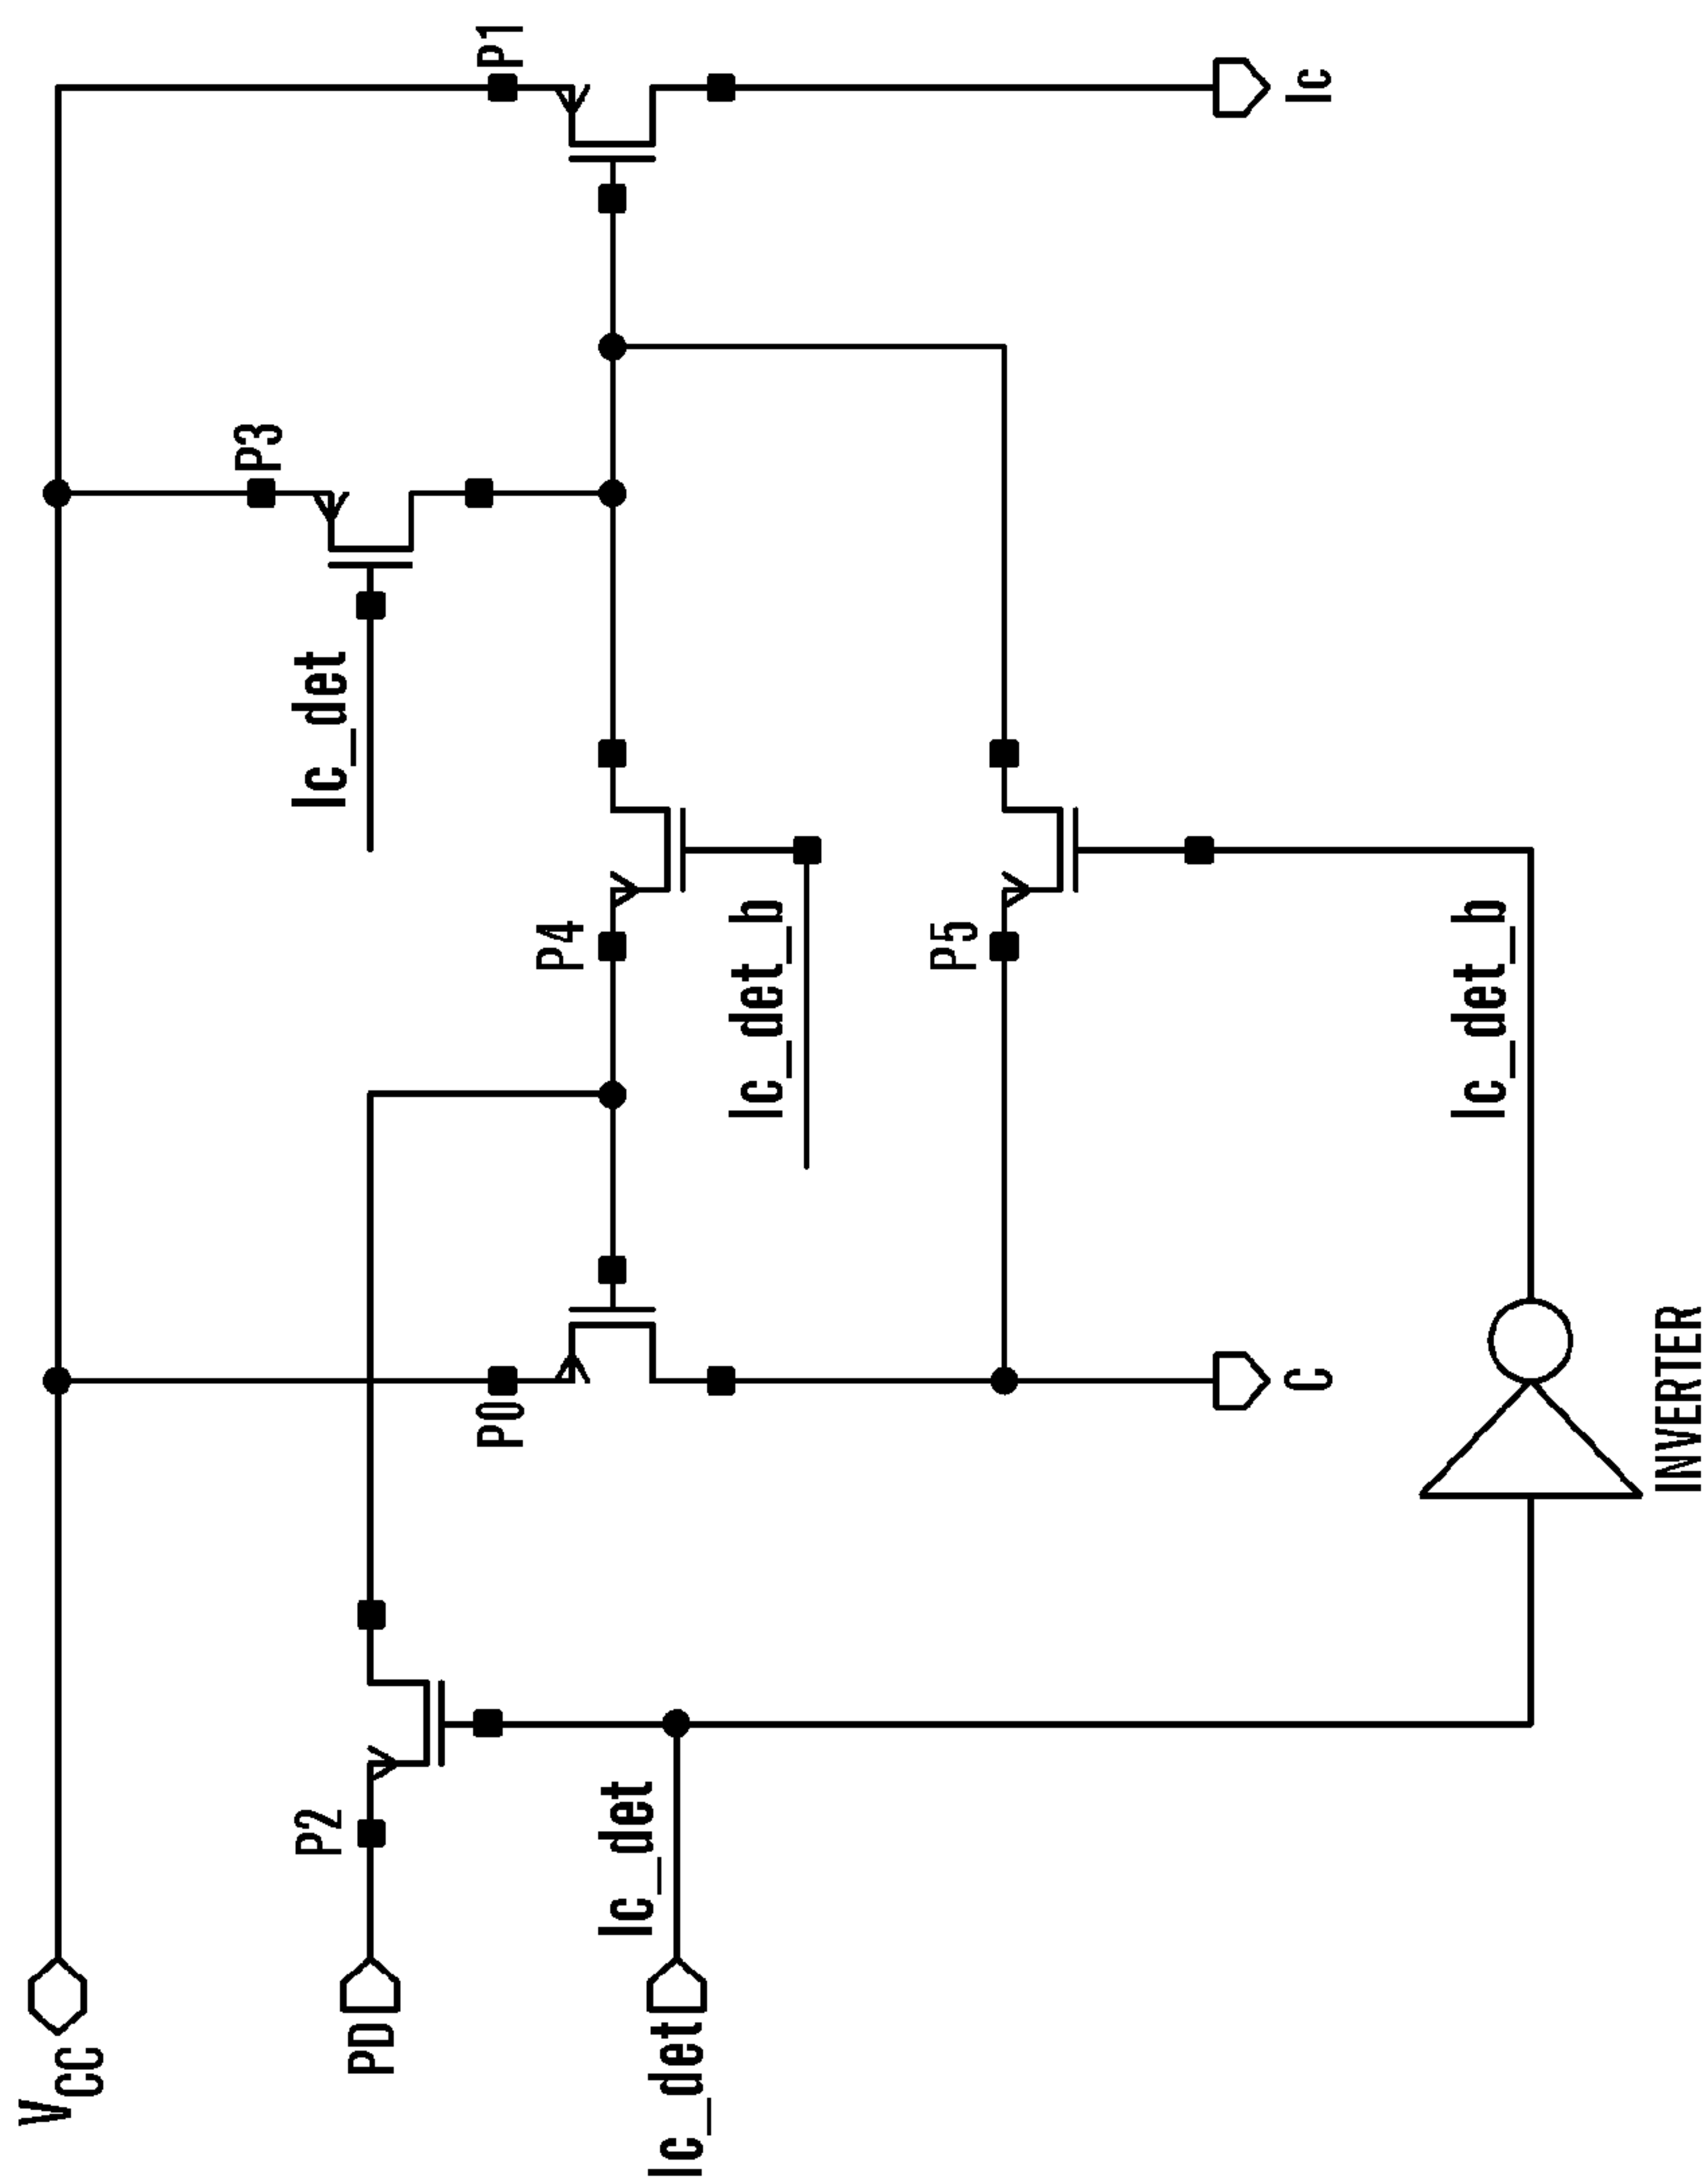 VCC
P3
P2
Ic_det
PD
P0
P1
P4
Ic_det
Ic_det
Ic_det_b
P5
C
Ic
Ic_det_b
INVERTER